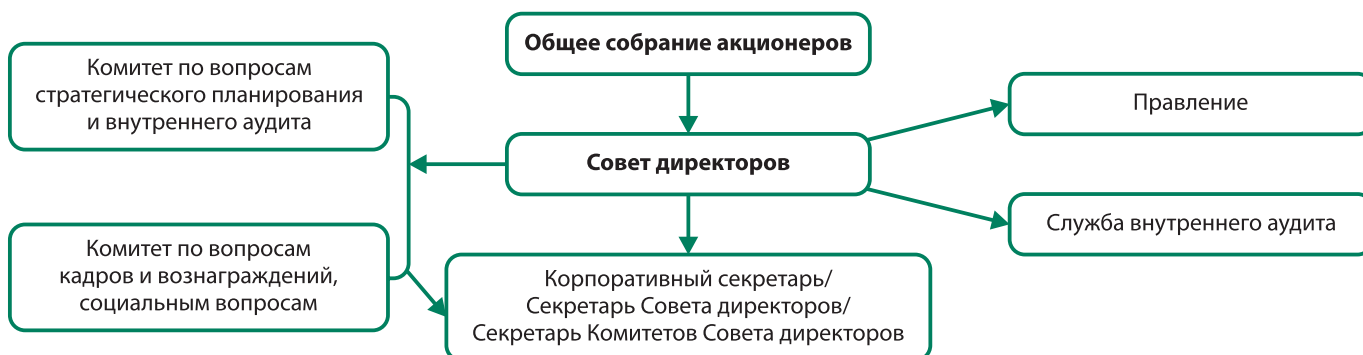 Общее собрание акционеров
Комитет по вопросам
стратегического планирования
и внутреннего аудита
Правление
Совет директоров
Комитет по вопросам
кадров и вознаграждений,
социальным вопросам
Служба внутреннего аудита
Корпоративный секретарь/
Секретарь Совета директоров/
Секретарь Комитетов Совета директоров